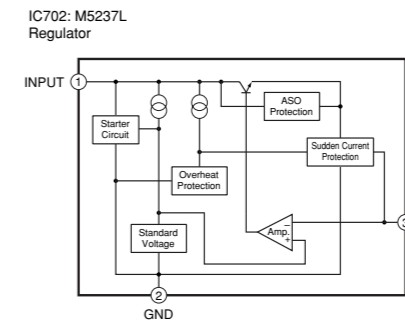 IC702: M5237L
Regulator
INPUT
1
ASO
Protection
Starter
Circuit
Sudden Current
Protection
Overheat
Protection
3
Standard
Voltage
Amp.
−
+
2
GND